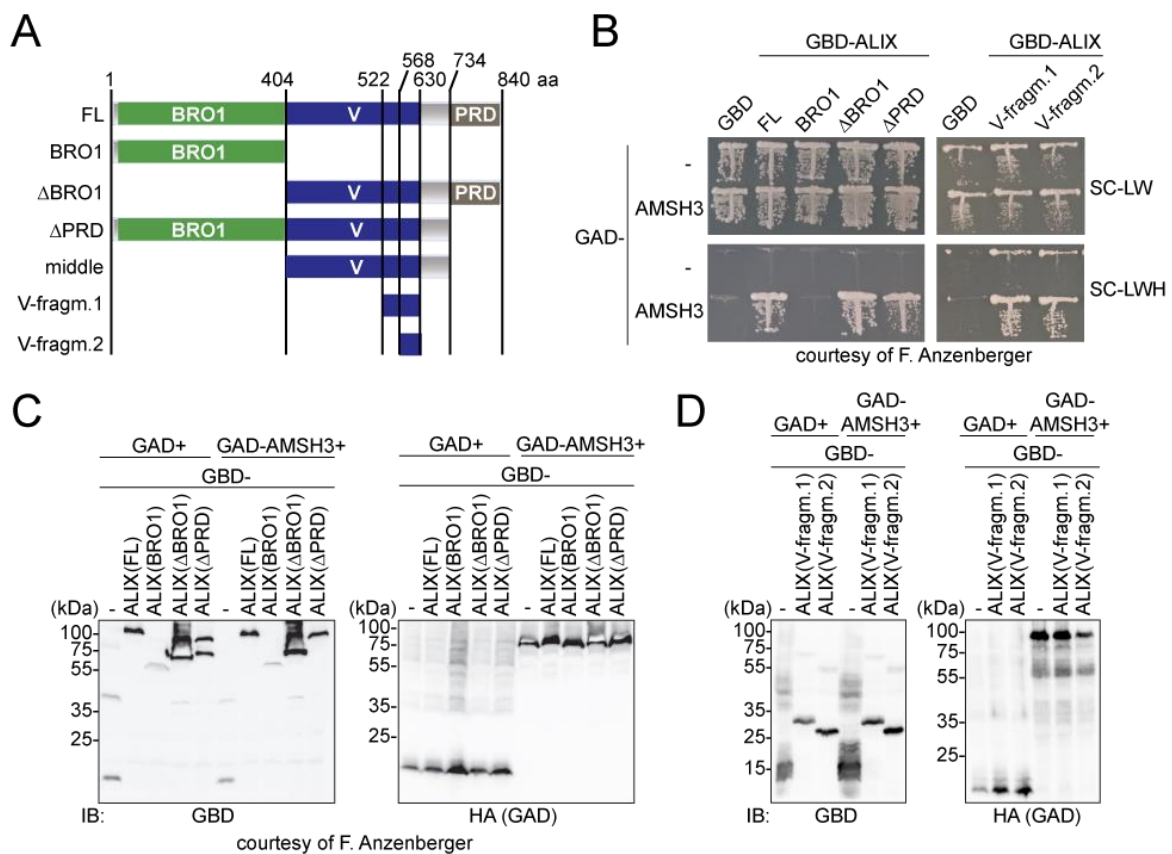 A
1
404
522
568
630
734
840 aa
FL
BRO1
V
PRD
BRO1
BRO1
ΔBRO1
V
PRD
ΔPRD
BRO1
V
middle
V
V-fragm.1
V-fragm.2
B
GBD-ALIX
GBD-ALIX
GBD
FL
BRO1
ΔBRO1
ΔPRD
GBD
V-fragm.1
V-fragm.2
GAD-
-
AMSH3
SC-LW
-
AMSH3
SC-LWH
courtesy of F. Anzenberger
C
GAD+ GAD-AMSH3+
GBD-
-
ALIX(FL)
ALIX(BRO1)
ALIX(ΔBRO1)
ALIX(ΔPRD)
-
ALIX(FL)
ALIX(BRO1)
ALIX(ΔBRO1)
ALIX(ΔPRD)
(kDa)
100
75
55
35
25
IB: GBD
GAD+ GAD-AMSH3+
GBD-
-
ALIX(FL)
ALIX(BRO1)
ALIX(ΔBRO1)
ALIX(ΔPRD)
-
ALIX(FL)
ALIX(BRO1)
ALIX(ΔBRO1)
ALIX(ΔPRD)
(kDa)
100
75
55
35
25
HA (GAD)
courtesy of F. Anzenberger
D
GAD-
GAD+ AMSH3+
GBD-
-
ALIX(V-fragm.1)
ALIX(V-fragm.2)
-
ALIX(V-fragm.1)
ALIX(V-fragm.2)
(kDa)
100
75
55
35
25
15
IB: GBD
GAD-
GAD+ AMSH3+
GBD-
-
ALIX(V-fragm.1)
ALIX(V-fragm.2)
-
ALIX(V-fragm.1)
ALIX(V-fragm.2)
(kDa)
100
75
55
35
25
HA (GAD)